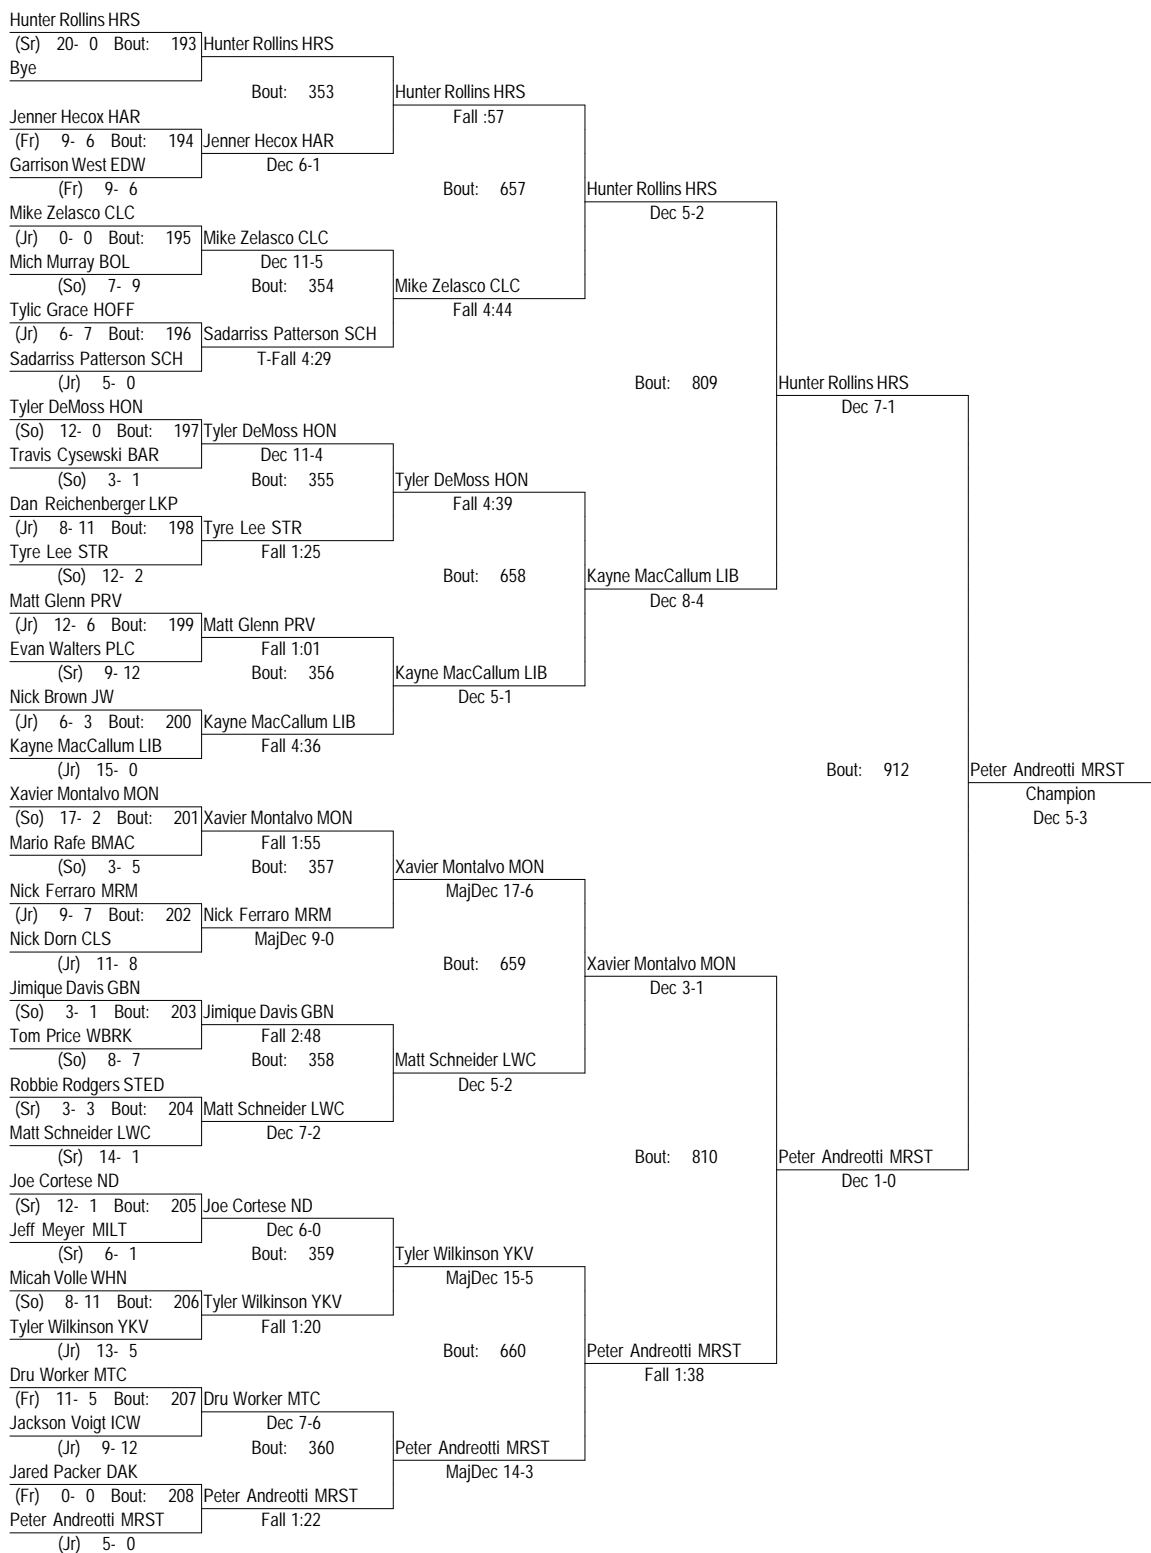 Hunter Rollins HRS
(Sr) 20- 0 Bout: 193 Hunter Rollins HRS
Bye
Bout: 353 Hunter Rollins HRS
Jenner Hecox HAR Fall :57
(Fr) 9- 6 Bout: 194 Jenner Hecox HAR
Garrison West EDW Dec 6-1
(Fr) 9- 6 Bout: 657 Hunter Rollins HRS
Mike Zelasco CLC Dec 5-2
(Jr) 0- 0 Bout: 195 Mike Zelasco CLC
Mich Murray BOL Dec 11-5
(So) 7- 9 Bout: 354 Mike Zelasco CLC
Tylic Grace HOFF Fall 4:44
(Jr) 6- 7 Bout: 196 Sadarriss Patterson SCH
Sadarriss Patterson SCH T-Fall 4:29
(Jr) 5- 0 Bout: 809 Hunter Rollins HRS
Tyler DeMoss HON Dec 7-1
(So) 12- 0 Bout: 197 Tyler DeMoss HON
Travis Cysewski BAR Dec 11-4
(So) 3- 1 Bout: 355 Tyler DeMoss HON
Dan Reichenberger LKP Fall 4:39
(Jr) 8- 11 Bout: 198 Tyre Lee STR
Tyre Lee STR Fall 1:25
(So) 12- 2 Bout: 658 Kayne MacCallum LIB
Matt Glenn PRV Dec 8-4
(Jr) 12- 6 Bout: 199 Matt Glenn PRV
Evan Walters PLC Fall 1:01
(Sr) 9- 12 Bout: 356 Kayne MacCallum LIB
Nick Brown JW Dec 5-1
(Jr) 6- 3 Bout: 200 Kayne MacCallum LIB
Kayne MacCallum LIB Fall 4:36
(Jr) 15- 0 Bout: 912 Peter Andreotti MRST
Xavier Montalvo MON Champion
(So) 17- 2 Bout: 201 Xavier Montalvo MON Dec 5-3
Mario Rafe BMAC Fall 1:55
(So) 3- 5 Bout: 357 Xavier Montalvo MON
Nick Ferraro MRM MajDec 17-6
(Jr) 9- 7 Bout: 202 Nick Ferraro MRM
Nick Dorn CLS MajDec 9-0
(Jr) 11- 8 Bout: 659 Xavier Montalvo MON
Jimique Davis GBN Dec 3-1
(So) 3- 1 Bout: 203 Jimique Davis GBN
Tom Price WBRK Fall 2:48
(So) 8- 7 Bout: 358 Matt Schneider LWC
Robbie Rodgers STED Dec 5-2
(Sr) 3- 3 Bout: 204 Matt Schneider LWC
Matt Schneider LWC Dec 7-2
(Sr) 14- 1 Bout: 810 Peter Andreotti MRST
Joe Cortese ND Dec 1-0
(Sr) 12- 1 Bout: 205 Joe Cortese ND
Jeff Meyer MILT Dec 6-0
(Sr) 6- 1 Bout: 359 Tyler Wilkinson YKV
Micah Volle WHN MajDec 15-5
(So) 8- 11 Bout: 206 Tyler Wilkinson YKV
Tyler Wilkinson YKV Fall 1:20
(Jr) 13- 5 Bout: 660 Peter Andreotti MRST
Dru Worker MTC Fall 1:38
(Fr) 11- 5 Bout: 207 Dru Worker MTC
Jackson Voigt ICW Dec 7-6
(Jr) 9- 12 Bout: 360 Peter Andreotti MRST
Jared Packer DAK MajDec 14-3
(Fr) 0- 0 Bout: 208 Peter Andreotti MRST
Peter Andreotti MRST Fall 1:22
(Jr) 5- 0